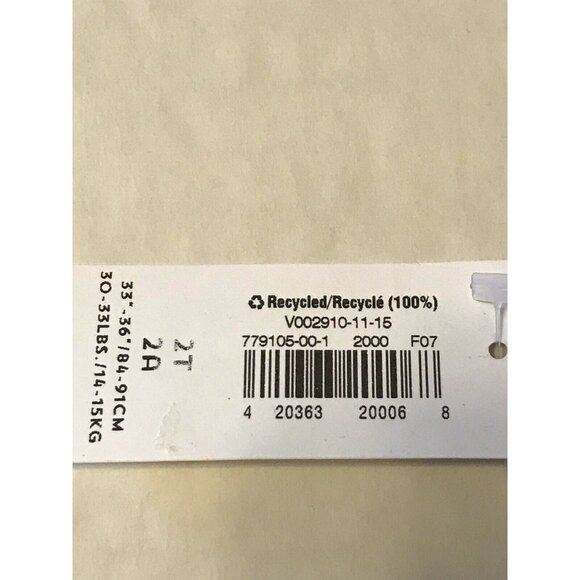 ♻ Recycled/Recyclé (100%)
V002910-11-15
779105-00-1 2000 F07
4 20363 20006 8
2T
2A
33"-36"/84-91CM
30-33LBS./14-15KG